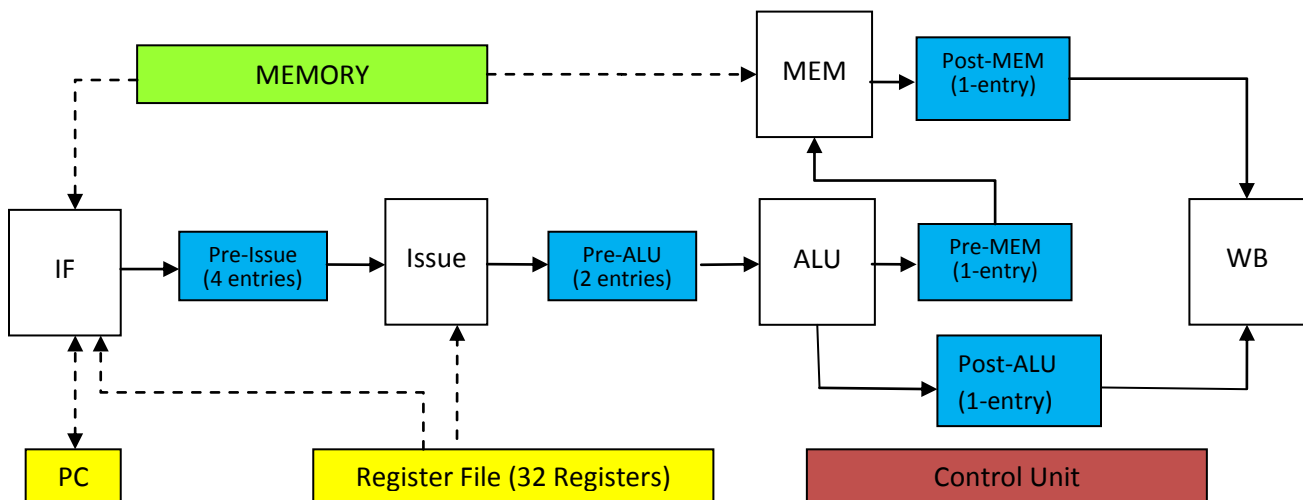 MEMORY
MEM
Post-MEM
(1-entry)
IF
Pre-Issue
(4 entries)
Issue
Pre-ALU
(2 entries)
ALU
Pre-MEM
(1-entry)
WB
Post-ALU
(1-entry)
PC
Register File (32 Registers)
Control Unit